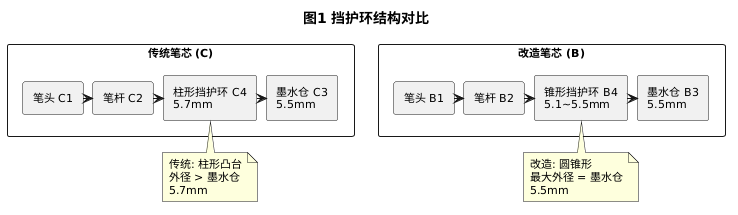 图1 挡护环结构对比
传统笔芯 (C)
笔头 C1
笔杆 C2
柱形挡护环 C4
5.7mm
墨水仓 C3
5.5mm
传统: 柱形凸台
外径 > 墨水仓
5.7mm
改造笔芯 (B)
笔头 B1
笔杆 B2
锥形挡护环 B4
5.1~5.5mm
墨水仓 B3
5.5mm
改造: 圆锥形
最大外径 = 墨水仓
5.5mm